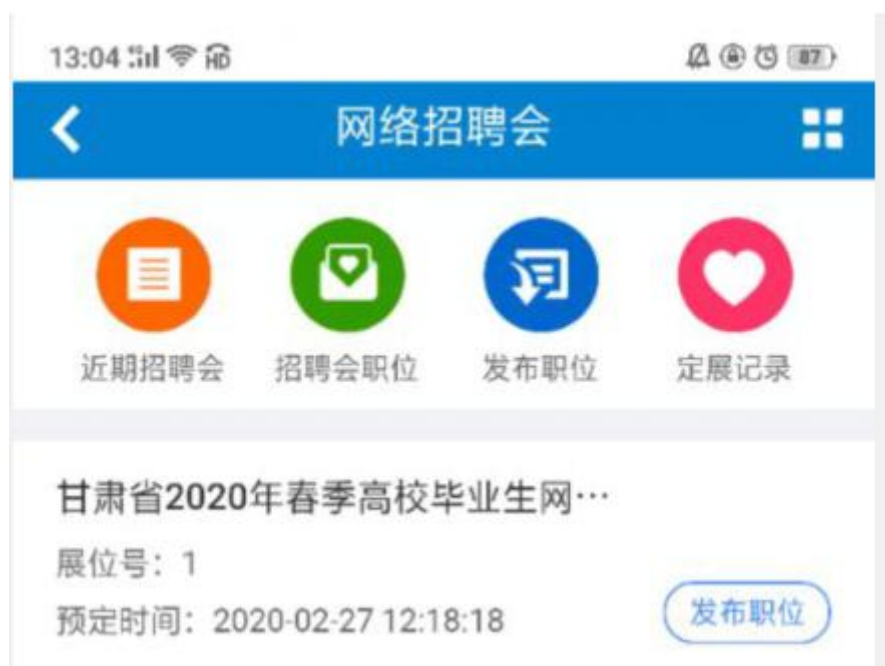 13:04 HD 87
网络招聘会
近期招聘会 招聘会职位 发布职位 定展记录
甘肃省2020年春季高校毕业生网…
展位号：1
预定时间：2020-02-27 12:18:18 发布职位